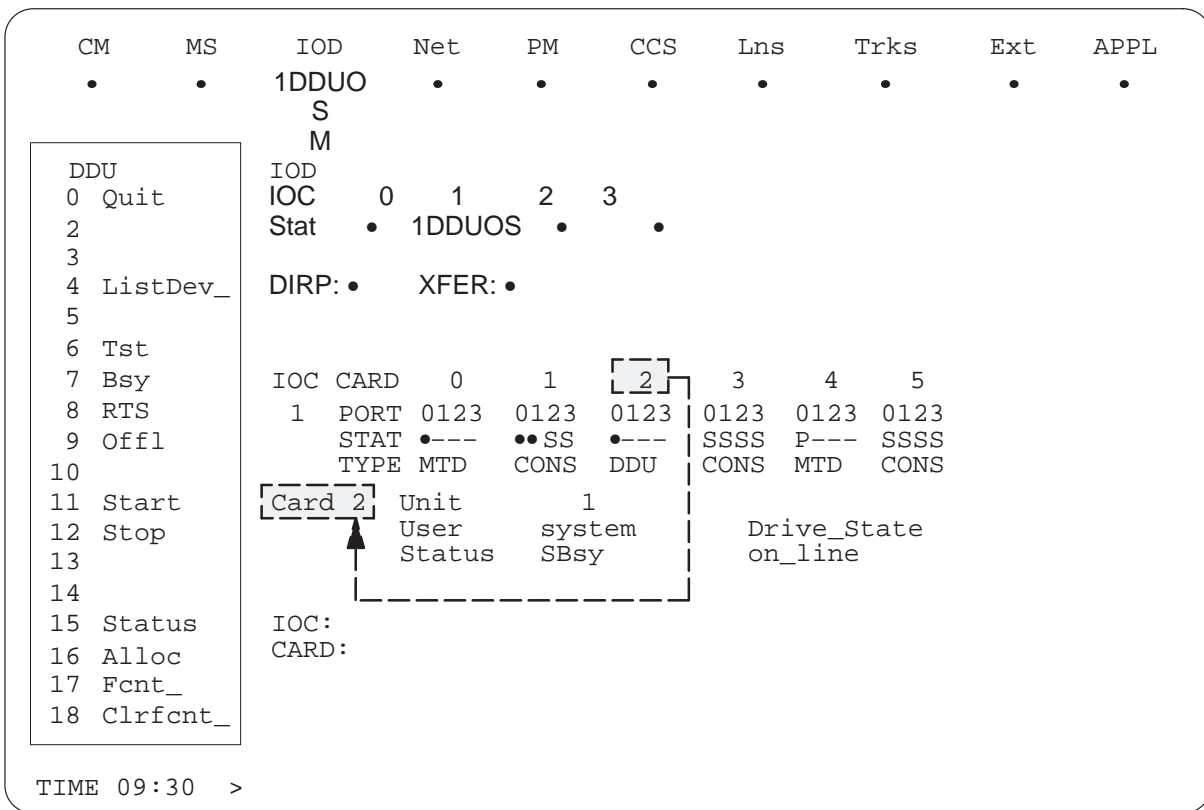 CM MS IOD Net PM CCS Lns Trks Ext APPL
• • 1DDUO • • • • • • •
S
M
DDU
0 Quit
2
3
4 ListDev_
5
6 Tst
7 Bsy
8 RTS
9 Offl
10
11 Start
12 Stop
13
14
15 Status
16 Alloc
17 Fcnt_
18 Clrfcnt_
IOD
IOC 0 1 2 3
Stat • 1DDUOS • •
DIRP: • XFER: •
IOC CARD 0 1 2 3 4 5
1 PORT 0123 0123 0123 0123 0123 0123
STAT •--- ••SS •--- SSSS P--- SSSS
TYPE MTD CONS DDU CONS MTD CONS
Card 2 Unit 1
User system Drive_State
Status SBsy on_line
IOC:
CARD:
TIME 09:30 >